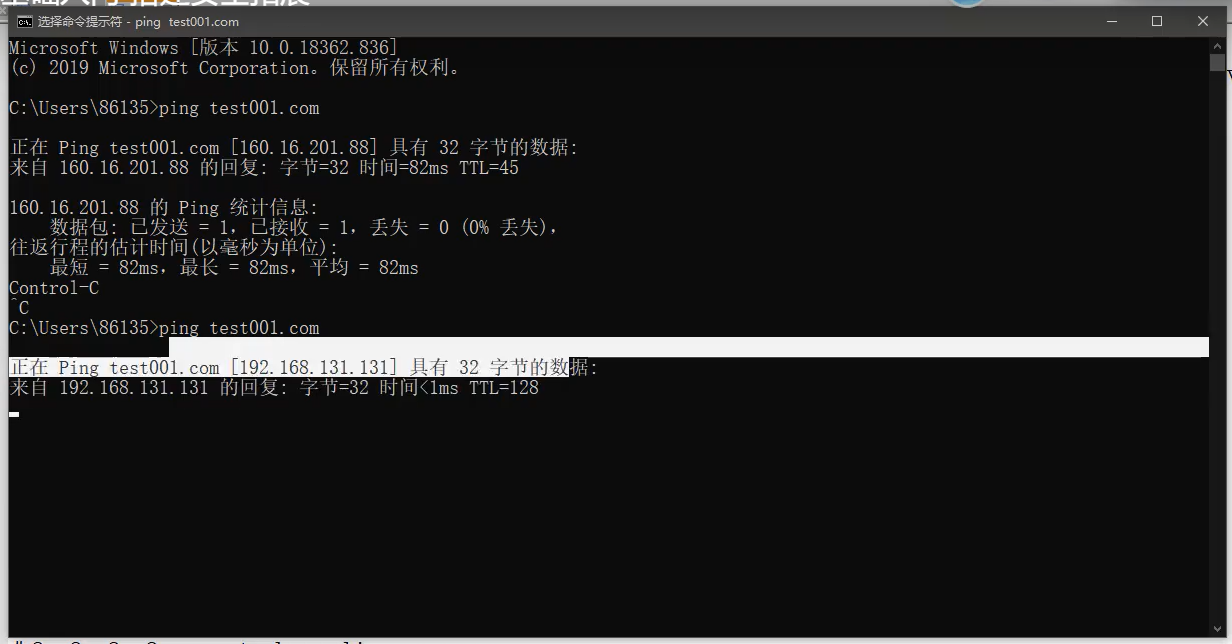 选择命令提示符 - ping  test001.com
Microsoft Windows [版本 10.0.18362.836]
(c) 2019 Microsoft Corporation。保留所有权利。
C:\Users\86135>ping test001.com
正在 Ping test001.com [160.16.201.88] 具有 32 字节的数据:
来自 160.16.201.88 的回复: 字节=32 时间=82ms TTL=45
160.16.201.88 的 Ping 统计信息:
数据包: 已发送 = 1，已接收 = 1，丢失 = 0 (0% 丢失)，
往返行程的估计时间(以毫秒为单位):
最短 = 82ms，最长 = 82ms，平均 = 82ms
Control-C
^C
C:\Users\86135>ping test001.com
正在 Ping test001.com [192.168.131.131] 具有 32 字节的数据:
来自 192.168.131.131 的回复: 字节=32 时间<1ms TTL=128